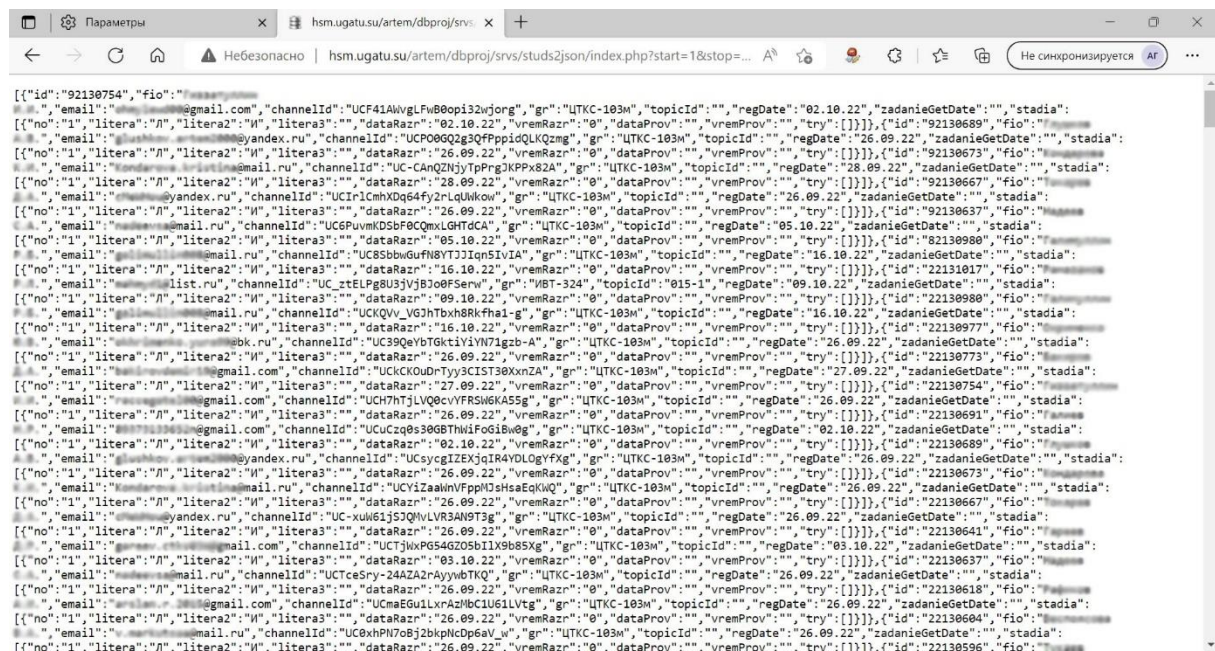 Параметры
hsm.ugatu.su/artem/dbproj/srvs
Небезопасно | hsm.ugatu.su/artem/dbproj/srvs/studs2json/index.php?start=1&stop=... Не синхронизируется АГ
[{"id":"92130754","fio":"
","email":" @gmail.com","channelId":"UCF41AWvgLFwB0opi32wjorg","gr":"ЦТКС-103м","topicId":"","regDate":"02.10.22","zadanieGetDate":"","stadia":
[{"no":"1","litera":"Л","litera2":"И","litera3":"","dataRazr":"02.10.22","vremRazr":"0","dataProv":"","vremProv":"","try":[]}]},{"id":"92130689","fio":"
","email":" @yandex.ru","channelId":"UCPO0GQ2g3QfPppidQLKQzmg","gr":"ЦТКС-103м","topicId":"","regDate":"26.09.22","zadanieGetDate":"","stadia":
[{"no":"1","litera":"Л","litera2":"И","litera3":"","dataRazr":"26.09.22","vremRazr":"0","dataProv":"","vremProv":"","try":[]}]},{"id":"92130673","fio":"
","email":" @mail.ru","channelId":"UC-CAnQZNjyTpPrgJKPPx82A","gr":"ЦТКС-103м","topicId":"","regDate":"28.09.22","zadanieGetDate":"","stadia":
[{"no":"1","litera":"Л","litera2":"И","litera3":"","dataRazr":"28.09.22","vremRazr":"0","dataProv":"","vremProv":"","try":[]}]},{"id":"92130667","fio":"
","email":" @yandex.ru","channelId":"UCIrlCmhXDq64fy2rLqUWkow","gr":"ЦТКС-103м","topicId":"","regDate":"26.09.22","zadanieGetDate":"","stadia":
[{"no":"1","litera":"Л","litera2":"И","litera3":"","dataRazr":"26.09.22","vremRazr":"0","dataProv":"","vremProv":"","try":[]}]},{"id":"92130637","fio":"
","email":" @mail.ru","channelId":"UC6PuvmKDSbF0CQmxLGHTdCA","gr":"ЦТКС-103м","topicId":"","regDate":"05.10.22","zadanieGetDate":"","stadia":
[{"no":"1","litera":"Л","litera2":"И","litera3":"","dataRazr":"05.10.22","vremRazr":"0","dataProv":"","vremProv":"","try":[]}]},{"id":"82130980","fio":"
","email":" @mail.ru","channelId":"UC8SbbwGufN8YTJJIqn5IvIA","gr":"ЦТКС-103м","topicId":"","regDate":"16.10.22","zadanieGetDate":"","stadia":
[{"no":"1","litera":"Л","litera2":"И","litera3":"","dataRazr":"16.10.22","vremRazr":"0","dataProv":"","vremProv":"","try":[]}]},{"id":"22131017","fio":"
","email":" @list.ru","channelId":"UC_ztELPg8U3jVjBJo0FSerw","gr":"ИВТ-324","topicId":"015-1","regDate":"09.10.22","zadanieGetDate":"","stadia":
[{"no":"1","litera":"Л","litera2":"И","litera3":"","dataRazr":"09.10.22","vremRazr":"0","dataProv":"","vremProv":"","try":[]}]},{"id":"22130980","fio":"
","email":" @mail.ru","channelId":"UCKQVv_VGJhTbxh8Rkfha1-g","gr":"ЦТКС-103м","topicId":"","regDate":"16.10.22","zadanieGetDate":"","stadia":
[{"no":"1","litera":"Л","litera2":"И","litera3":"","dataRazr":"16.10.22","vremRazr":"0","dataProv":"","vremProv":"","try":[]}]},{"id":"22130977","fio":"
","email":" @bk.ru","channelId":"UC39QeYbTGktiYiYN71gzb-A","gr":"ЦТКС-103м","topicId":"","regDate":"26.09.22","zadanieGetDate":"","stadia":
[{"no":"1","litera":"Л","litera2":"И","litera3":"","dataRazr":"26.09.22","vremRazr":"0","dataProv":"","vremProv":"","try":[]}]},{"id":"22130773","fio":"
","email":" @gmail.com","channelId":"UCkCKOuDrTyy3CIST30XxnZA","gr":"ЦТКС-103м","topicId":"","regDate":"27.09.22","zadanieGetDate":"","stadia":
[{"no":"1","litera":"Л","litera2":"И","litera3":"","dataRazr":"27.09.22","vremRazr":"0","dataProv":"","vremProv":"","try":[]}]},{"id":"22130754","fio":"
","email":" @gmail.com","channelId":"UCH7hTjLVQ0cvYFRSW6KA55g","gr":"ЦТКС-103м","topicId":"","regDate":"26.09.22","zadanieGetDate":"","stadia":
[{"no":"1","litera":"Л","litera2":"И","litera3":"","dataRazr":"26.09.22","vremRazr":"0","dataProv":"","vremProv":"","try":[]}]},{"id":"22130691","fio":"
","email":" @gmail.com","channelId":"UCuCzq0s30GBThWiFoGiBw0g","gr":"ЦТКС-103м","topicId":"","regDate":"02.10.22","zadanieGetDate":"","stadia":
[{"no":"1","litera":"Л","litera2":"И","litera3":"","dataRazr":"02.10.22","vremRazr":"0","dataProv":"","vremProv":"","try":[]}]},{"id":"22130689","fio":"
","email":" @yandex.ru","channelId":"UCsycgIZEXjqIR4YDLOgYfXg","gr":"ЦТКС-103м","topicId":"","regDate":"26.09.22","zadanieGetDate":"","stadia":
[{"no":"1","litera":"Л","litera2":"И","litera3":"","dataRazr":"26.09.22","vremRazr":"0","dataProv":"","vremProv":"","try":[]}]},{"id":"22130673","fio":"
","email":" @mail.ru","channelId":"UCYiZaaWnVFppMJsHsaEqKWQ","gr":"ЦТКС-103м","topicId":"","regDate":"26.09.22","zadanieGetDate":"","stadia":
[{"no":"1","litera":"Л","litera2":"И","litera3":"","dataRazr":"26.09.22","vremRazr":"0","dataProv":"","vremProv":"","try":[]}]},{"id":"22130667","fio":"
","email":" @yandex.ru","channelId":"UC-xuW61jSJQMvLVR3AN9T3g","gr":"ЦТКС-103м","topicId":"","regDate":"26.09.22","zadanieGetDate":"","stadia":
[{"no":"1","litera":"Л","litera2":"И","litera3":"","dataRazr":"26.09.22","vremRazr":"0","dataProv":"","vremProv":"","try":[]}]},{"id":"22130641","fio":"
","email":" @gmail.com","channelId":"UCTjWxPG54GZO5bIlX9b85Xg","gr":"ЦТКС-103м","topicId":"","regDate":"03.10.22","zadanieGetDate":"","stadia":
[{"no":"1","litera":"Л","litera2":"И","litera3":"","dataRazr":"03.10.22","vremRazr":"0","dataProv":"","vremProv":"","try":[]}]},{"id":"22130637","fio":"
","email":" @mail.ru","channelId":"UCTceSry-24AZA2rAyywbTKQ","gr":"ЦТКС-103м","topicId":"","regDate":"26.09.22","zadanieGetDate":"","stadia":
[{"no":"1","litera":"Л","litera2":"И","litera3":"","dataRazr":"26.09.22","vremRazr":"0","dataProv":"","vremProv":"","try":[]}]},{"id":"22130618","fio":"
","email":" @gmail.com","channelId":"UCmaEGu1LxrAzMbC1U61LVtg","gr":"ЦТКС-103м","topicId":"","regDate":"26.09.22","zadanieGetDate":"","stadia":
[{"no":"1","litera":"Л","litera2":"И","litera3":"","dataRazr":"26.09.22","vremRazr":"0","dataProv":"","vremProv":"","try":[]}]},{"id":"22130604","fio":"
","email":" @mail.ru","channelId":"UC0xhPN7oBj2bkpNcDp6aV_w","gr":"ЦТКС-103м","topicId":"","regDate":"26.09.22","zadanieGetDate":"","stadia":
[{"no":"1","litera":"Л","litera2":"И","litera3":"","dataRazr":"26.09.22","vremRazr":"0","dataProv":"","vremProv":"","try":[]}]},{"id":"22130596","fio":"